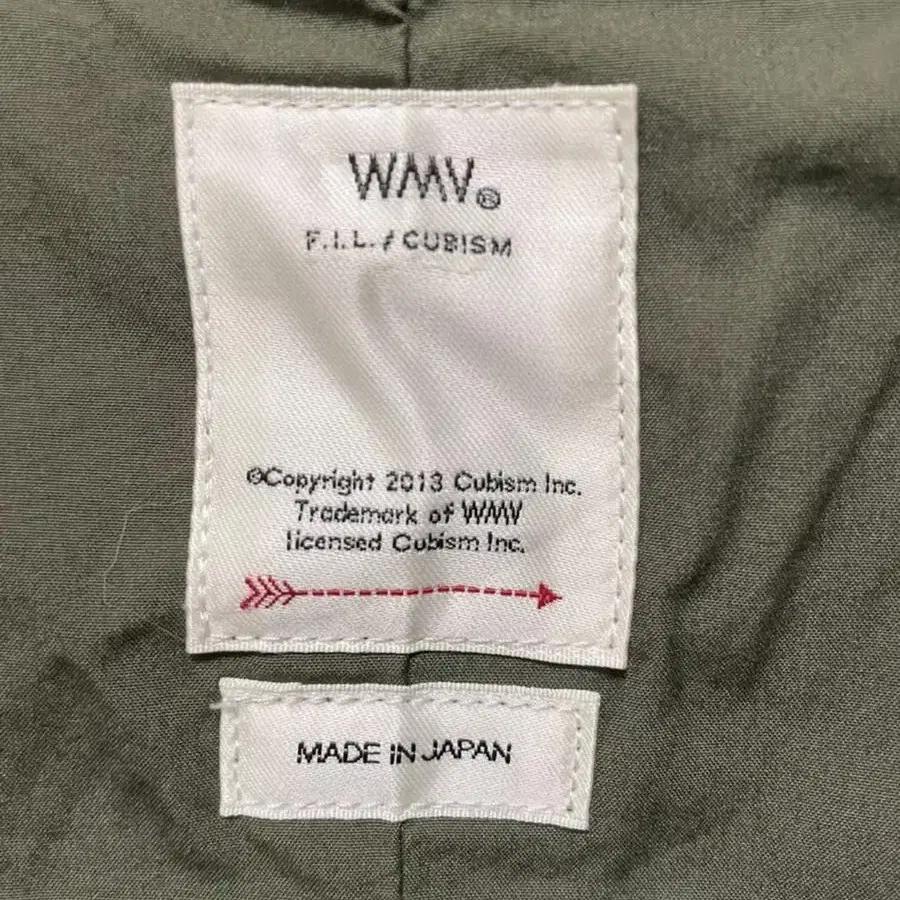 WMV®
F.I.L. / CUBISM
©Copyright 2013 Cubism Inc.
Trademark of WMV
licensed Cubism Inc.
MADE IN JAPAN